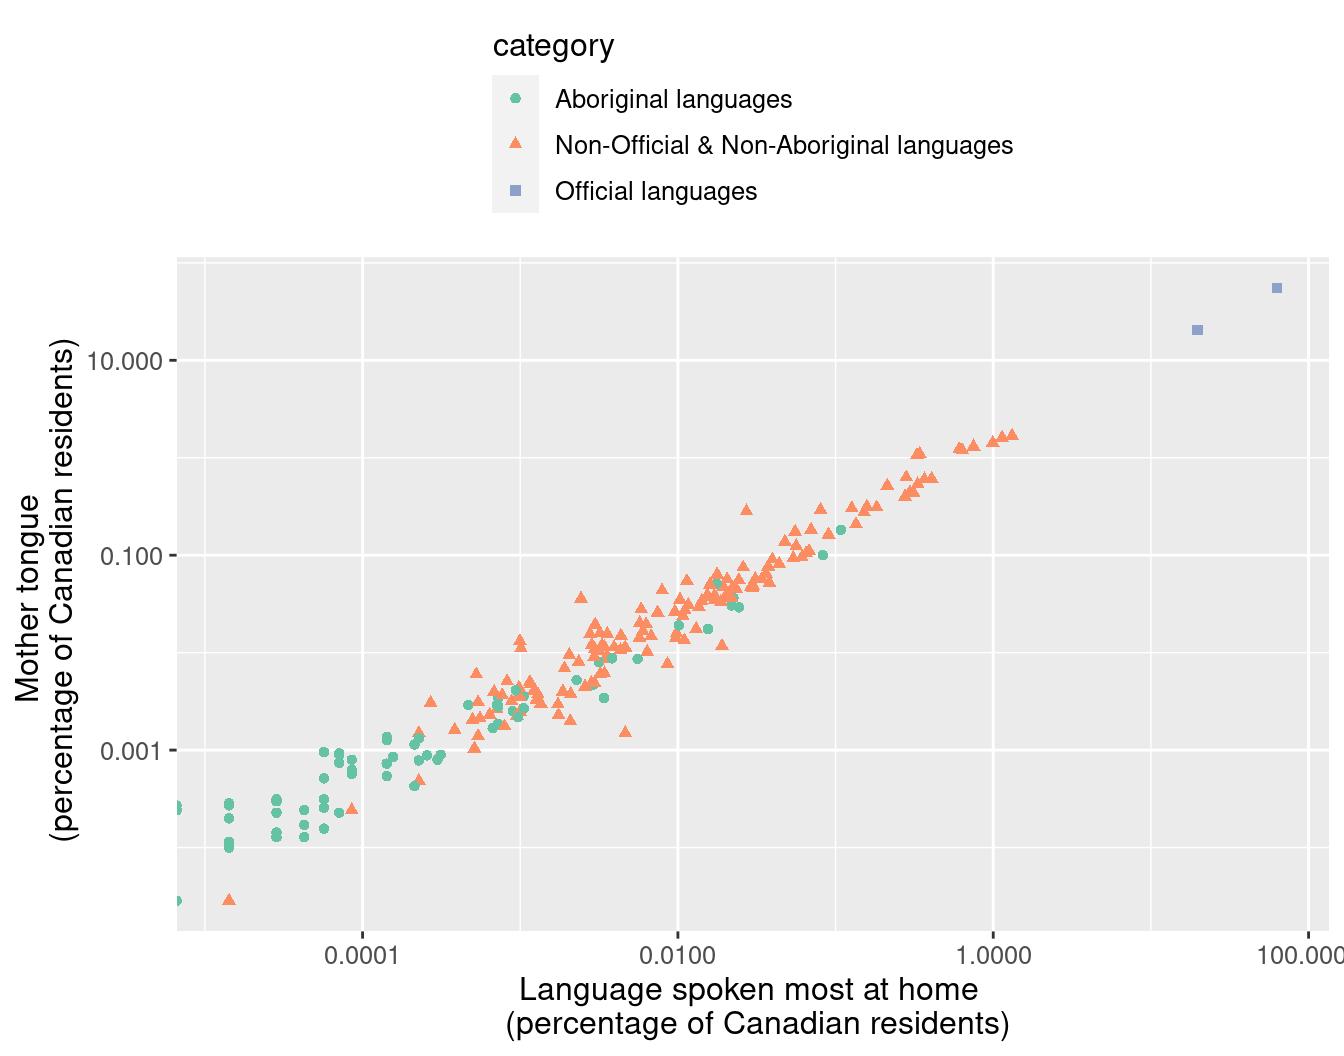 category
Aboriginal languages
Non-Official & Non-Aboriginal languages
Official languages
Mother tongue
(percentage of Canadian residents)
10.000
0.100
0.001
0.0001
0.0100
1.0000
100.000
Language spoken most at home
(percentage of Canadian residents)